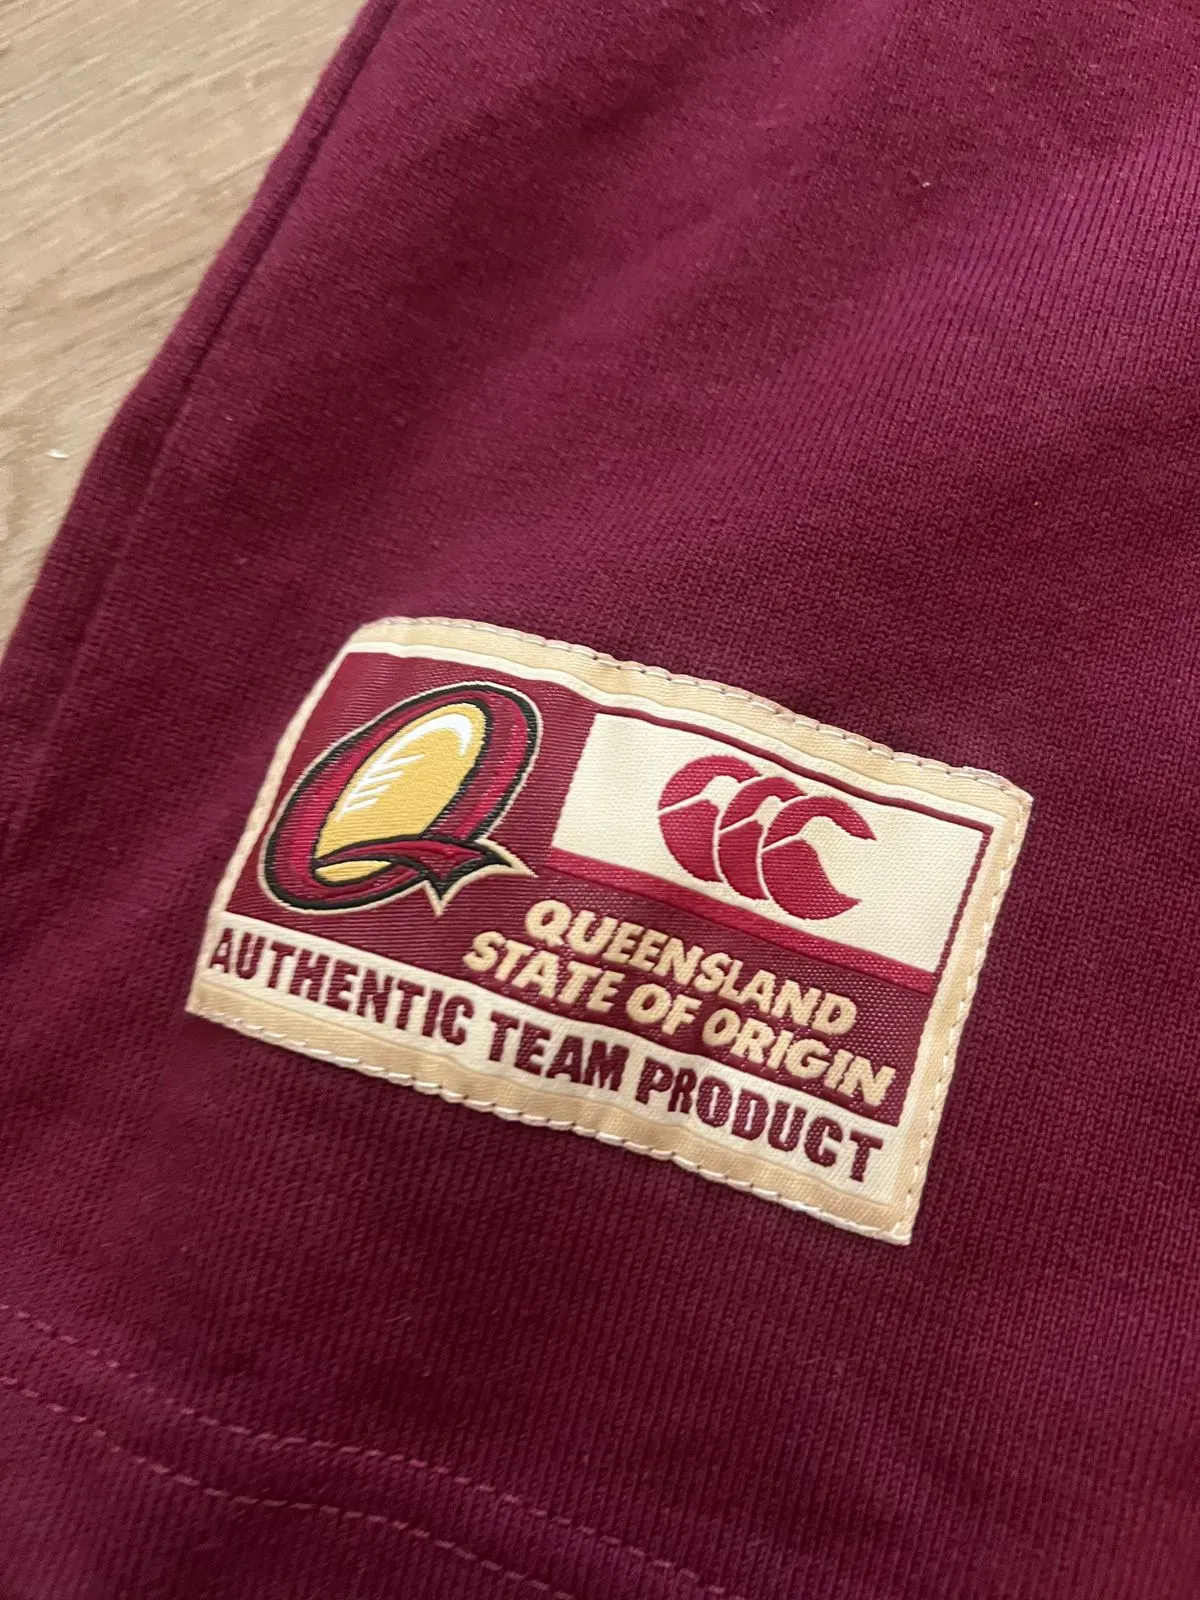 QUEENSLAND
STATE OF ORIGIN
AUTHENTIC TEAM PRODUCT